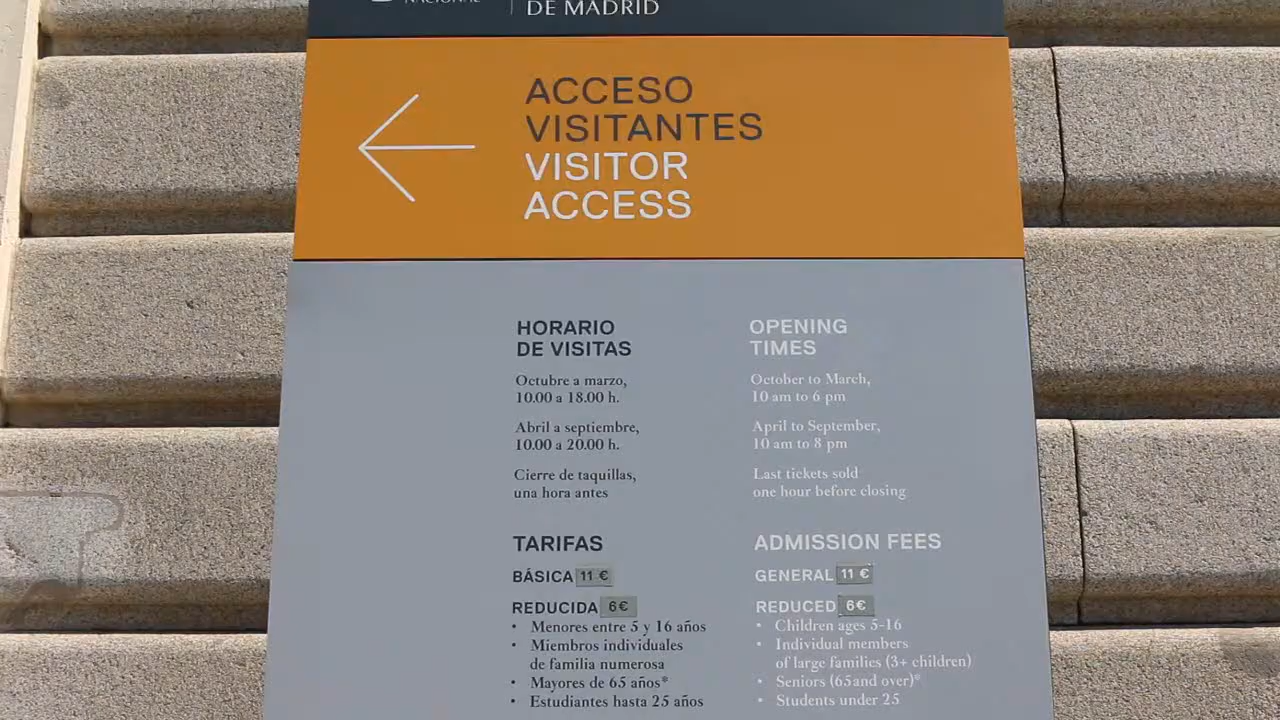 NACIONAL
DE MADRID
ACCESO
VISITANTES
VISITOR
ACCESS
HORARIO
DE VISITAS
Octubre a marzo,
10.00 a 18.00 h.
Abril a septiembre,
10.00 a 20.00 h.
Cierre de taquillas,
una hora antes
OPENING
TIMES
October to March,
10 am to 6 pm
April to September,
10 am to 8 pm
Last tickets sold
one hour before closing
TARIFAS
BÁSICA 11 €
REDUCIDA 6€
• Menores entre 5 y 16 años
• Miembros individuales
de familia numerosa
• Mayores de 65 años*
• Estudiantes hasta 25 años
ADMISSION FEES
GENERAL 11 €
REDUCED 6€
• Children ages 5-16
• Individual members
of large families (3+ children)
• Seniors (65and over)*
• Students under 25